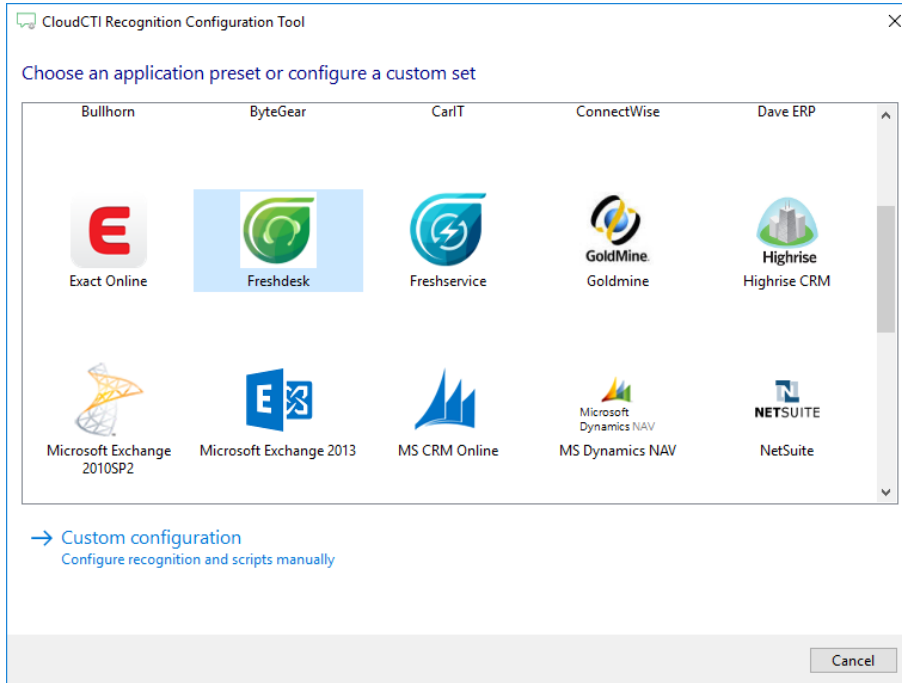 CloudCTI Recognition Configuration Tool
Choose an application preset or configure a custom set
Bullhorn
ByteGear
CarIT
ConnectWise
Dave ERP
E
GoldMine
Highrise
Exact Online
Freshdesk
Freshservice
Goldmine
Highrise CRM
E
Microsoft
Dynamics NAV
N
NETSUITE
Microsoft Exchange
2010SP2
Microsoft Exchange 2013
MS CRM Online
MS Dynamics NAV
NetSuite
Custom configuration
Configure recognition and scripts manually
Cancel